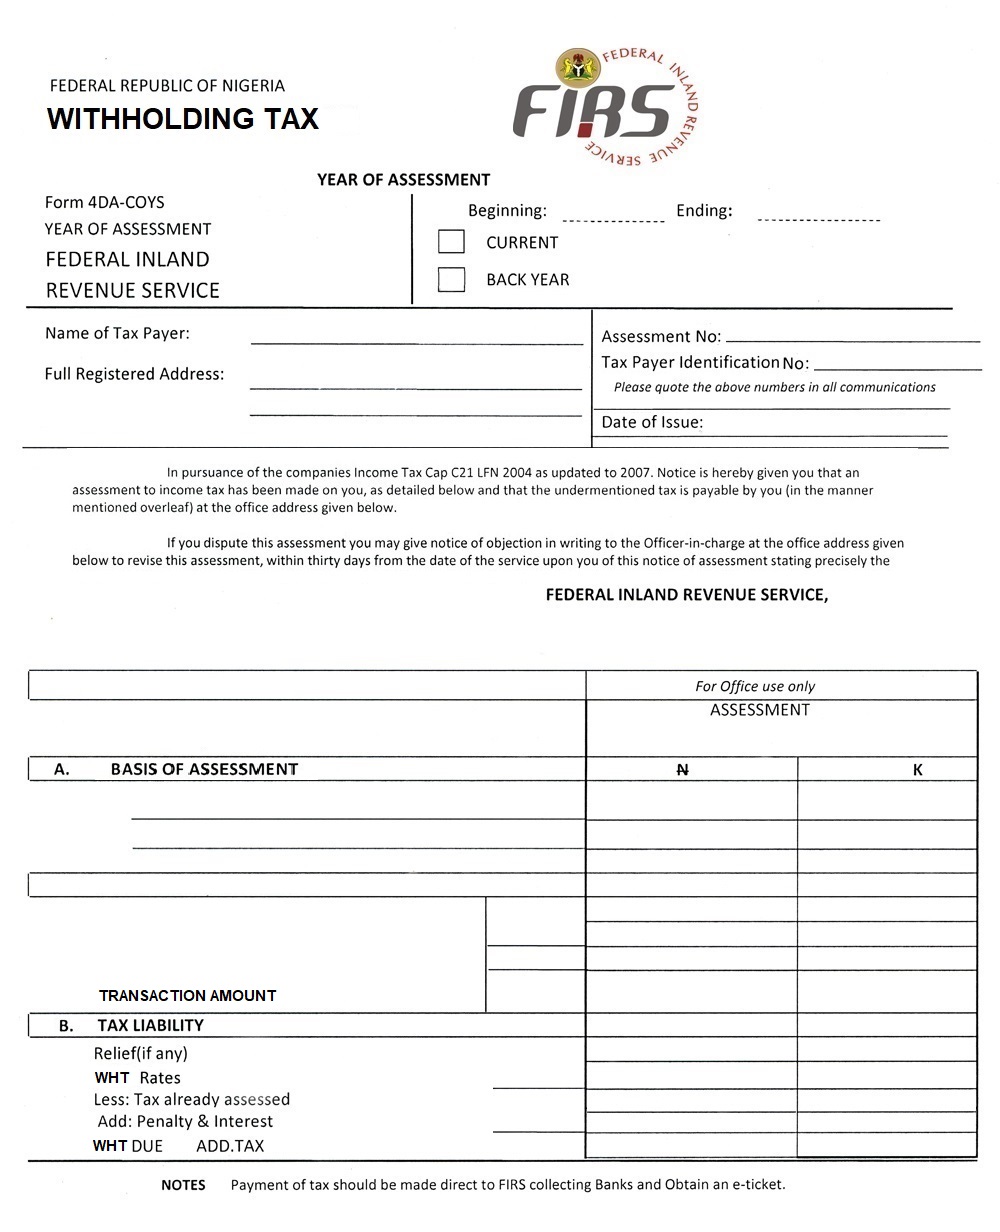 FEDERAL REPUBLIC OF NIGERIA
WITHHOLDING TAX
FIRS
FEDERAL INLAND REVENUE SERVICE
YEAR OF ASSESSMENT
Form 4DA-COYS
YEAR OF ASSESSMENT
FEDERAL INLAND
REVENUE SERVICE
Beginning: Ending:
CURRENT
BACK YEAR
Name of Tax Payer:
Full Registered Address:
Assessment No:
Tax Payer Identification No:
Please quote the above numbers in all communications
Date of Issue:
In pursuance of the companies Income Tax Cap C21 LFN 2004 as updated to 2007. Notice is hereby given you that an
assessment to income tax has been made on you, as detailed below and that the undermentioned tax is payable by you (in the manner
mentioned overleaf) at the office address given below.
If you dispute this assessment you may give notice of objection in writing to the Officer-in-charge at the office address given
below to revise this assessment, within thirty days from the date of the service upon you of this notice of assessment stating precisely the
FEDERAL INLAND REVENUE SERVICE,
For Office use only
ASSESSMENT
A. BASIS OF ASSESSMENT ₦ K
TRANSACTION AMOUNT
B. TAX LIABILITY
Relief(if any)
WHT Rates
Less: Tax already assessed
Add: Penalty & Interest
WHT DUE ADD.TAX
NOTES Payment of tax should be made direct to FIRS collecting Banks and Obtain an e-ticket.